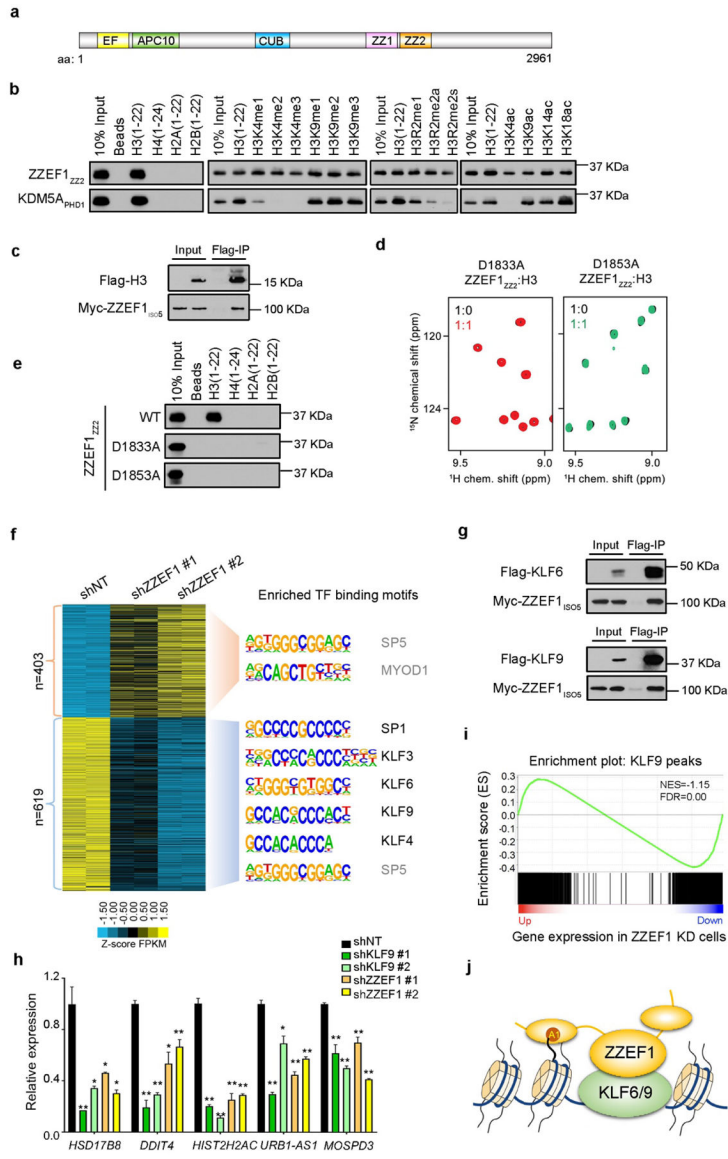 a
EF APC10 CUB ZZ1 ZZ2
aa: 1 2961
b
10% Input Beads H3(1-22) H4(1-24) H2A(1-22) H2B(1-22)
10% Input H3(1-22) H3K4me1 H3K4me2 H3K4me3 H3K9me1 H3K9me2 H3K9me3
10% Input H3(1-22) H3R2me1 H3R2me2a H3R2me2s
10% Input H3(1-22) H3K4ac H3K9ac H3K14ac H3K18ac
ZZEF1ZZ2 37 KDa
KDM5APHD1 37 KDa
c
Input Flag-IP
Flag-H3 15 KDa
Myc-ZZEF1ISO5 100 KDa
d
D1833A D1853A
ZZEF1ZZ2:H3 ZZEF1ZZ2:H3
1:0 1:0
1:1 1:1
120
124
15N chemical shift (ppm)
9.5 9.0 9.5 9.0
1H chem. shift (ppm) 1H chem. shift (ppm)
e
10% Input Beads H3(1-22) H4(1-24) H2A(1-22) H2B(1-22)
ZZEF1ZZ2
WT 37 KDa
D1833A 37 KDa
D1853A 37 KDa
f
shNT shZZEF1 #1 shZZEF1 #2
Enriched TF binding motifs
n=403
SP5
MYOD1
n=619
SP1
KLF3
KLF6
KLF9
KLF4
SP5
-1.50 -1.00 -0.50 0.00 0.50 1.00 1.50
Z-score FPKM
g
Input Flag-IP
Flag-KLF6 50 KDa
Myc-ZZEF1ISO5 100 KDa
Input Flag-IP
Flag-KLF9 37 KDa
Myc-ZZEF1ISO5 100 KDa
i
Enrichment plot: KLF9 peaks
NES=-1.15
FDR=0.00
Enrichment score (ES)
0.3
0.2
0.1
0.0
-0.1
-0.2
-0.3
-0.4
Up Down
Gene expression in ZZEF1 KD cells
h
shNT
shKLF9 #1
shKLF9 #2
shZZEF1 #1
shZZEF1 #2
Relative expression
1.2
0.8
0.4
0.0
** * * *
** ** * **
** ** ** **
** * ** **
** ** ** **
HSD17B8 DDIT4 HIST2H2AC URB1-AS1 MOSPD3
j
A1
ZZEF1
KLF6/9